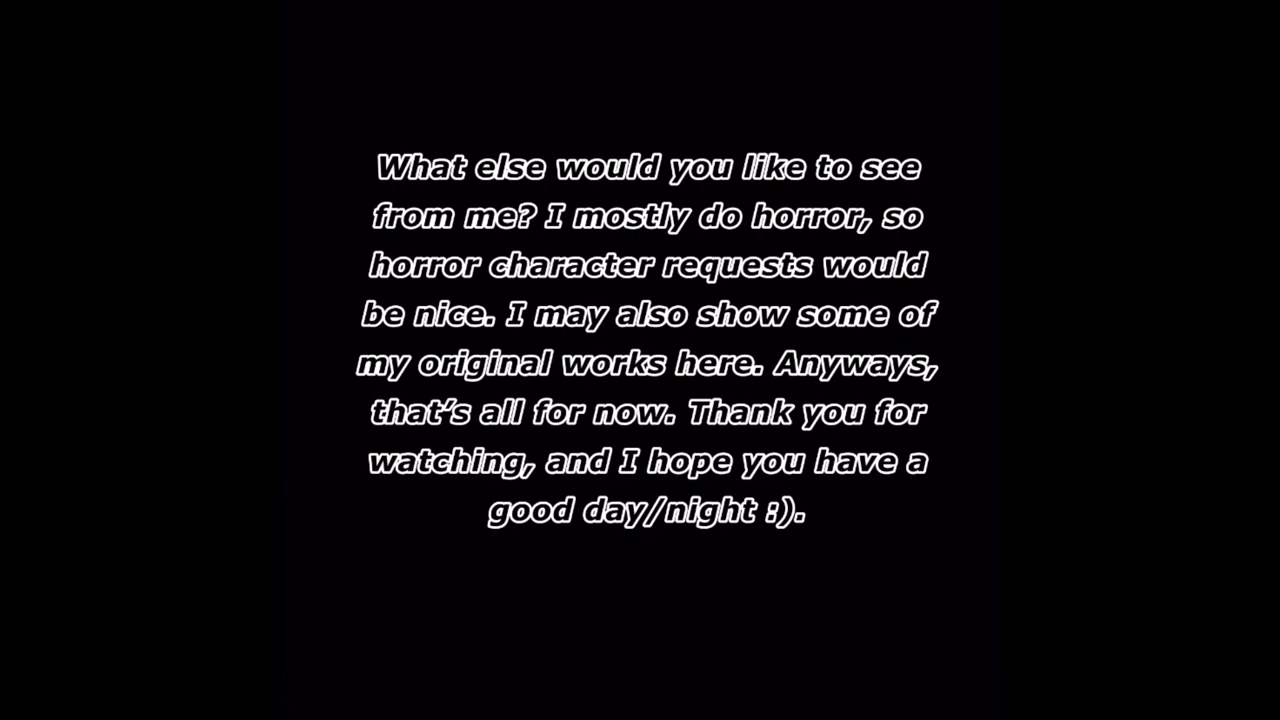 What else would you like to see
from me? I mostly do horror, so
horror character requests would
be nice. I may also show some of
my original works here. Anyways,
that's all for now. Thank you for
watching, and I hope you have a
good day/night :).